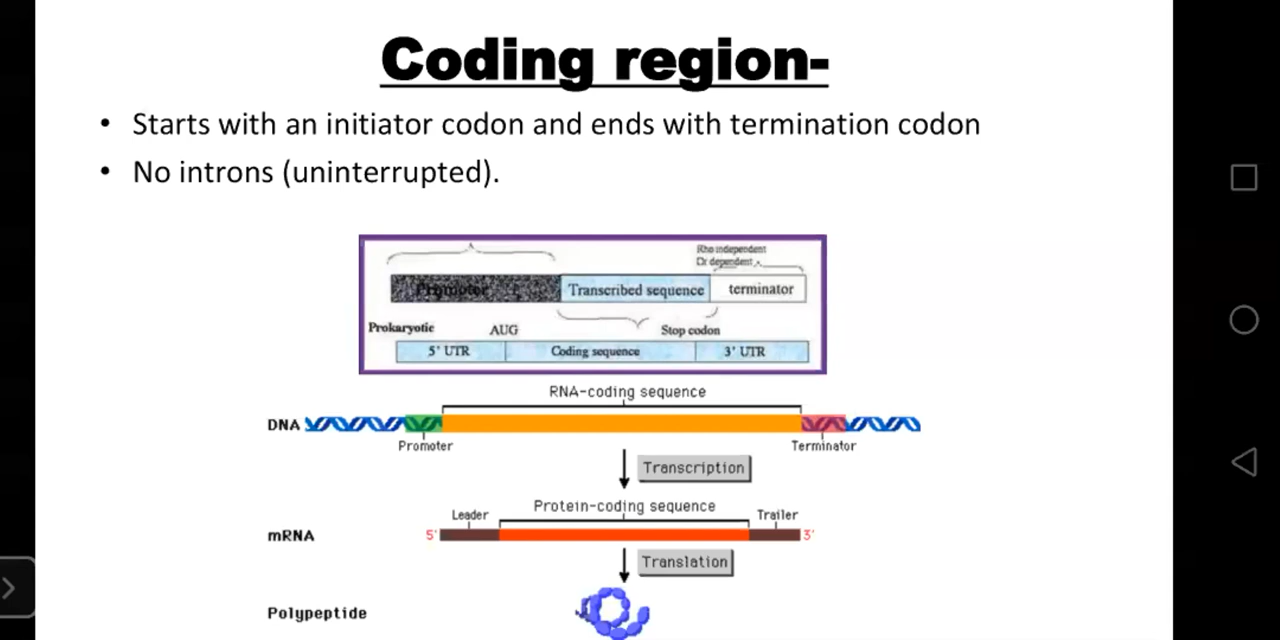 Coding region-
• Starts with an initiator codon and ends with termination codon
• No introns (uninterrupted).
Rho independent
Or dependent
Promoter
Transcribed sequence
terminator
Prokaryotic
AUG
Stop codon
5' UTR
Coding sequence
3' UTR
RNA-coding sequence
DNA
Promoter
Terminator
Transcription
Protein-coding sequence
Leader
Trailer
mRNA
5'
3'
Translation
Polypeptide